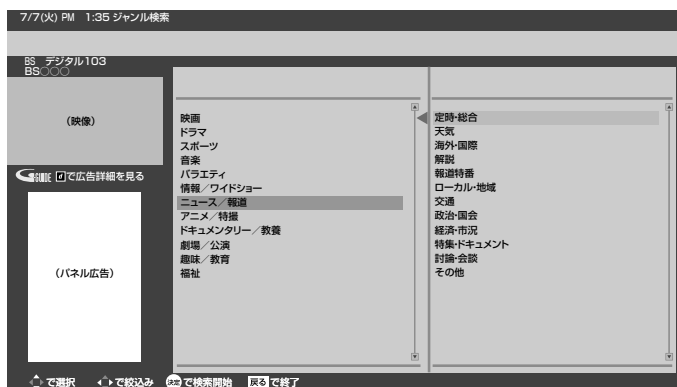 7/7(火) PM 1:35 ジャンル検索
BS デジタル103
BS○○○
(映像)
GGUIDE dで広告詳細を見る
(パネル広告)
映画
ドラマ
スポーツ
音楽
バラエティ
情報／ワイドショー
ニュース／報道
アニメ／特撮
ドキュメンタリー／教養
劇場／公演
趣味／教育
福祉
定時・総合
天気
海外・国際
解説
報道特番
ローカル・地域
交通
政治・国会
経済・市況
特集・ドキュメント
討論・会談
その他
で選択 で絞込み 決定で検索開始 戻るで終了